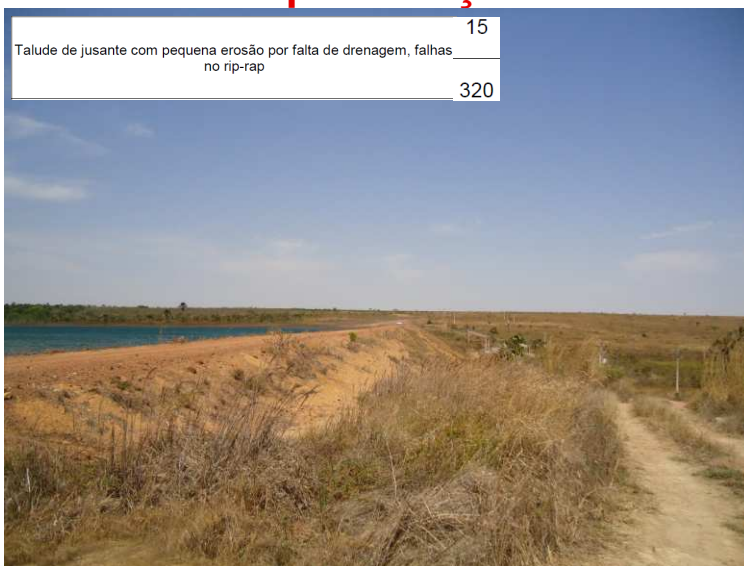 15
Talude de jusante com pequena erosão por falta de drenagem, falhas
no rip-rap
320